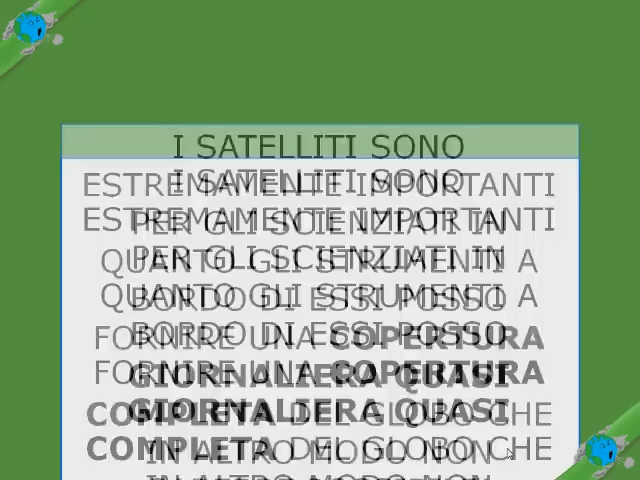 I SATELLITI SONO
ESTREMAMENTE IMPORTANTI
PER GLI SCIENZIATI IN
QUANTO GLI STRUMENTI A
BORDO DI ESSI POSSO
FORNIRE UNA COPERTURA
GIORNALIERA QUASI
COMPLETA DEL GLOBO CHE
IN ALTRO MODO NON